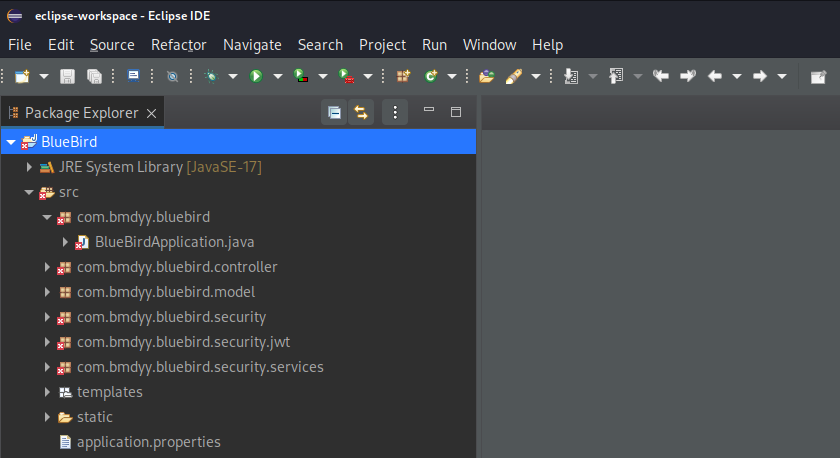 eclipse-workspace - Eclipse IDE
File Edit Source Refactor Navigate Search Project Run Window Help
Package Explorer
BlueBird
JRE System Library [JavaSE-17]
src
com.bmdyy.bluebird
BlueBirdApplication.java
com.bmdyy.bluebird.controller
com.bmdyy.bluebird.model
com.bmdyy.bluebird.security
com.bmdyy.bluebird.security.jwt
com.bmdyy.bluebird.security.services
templates
static
application.properties